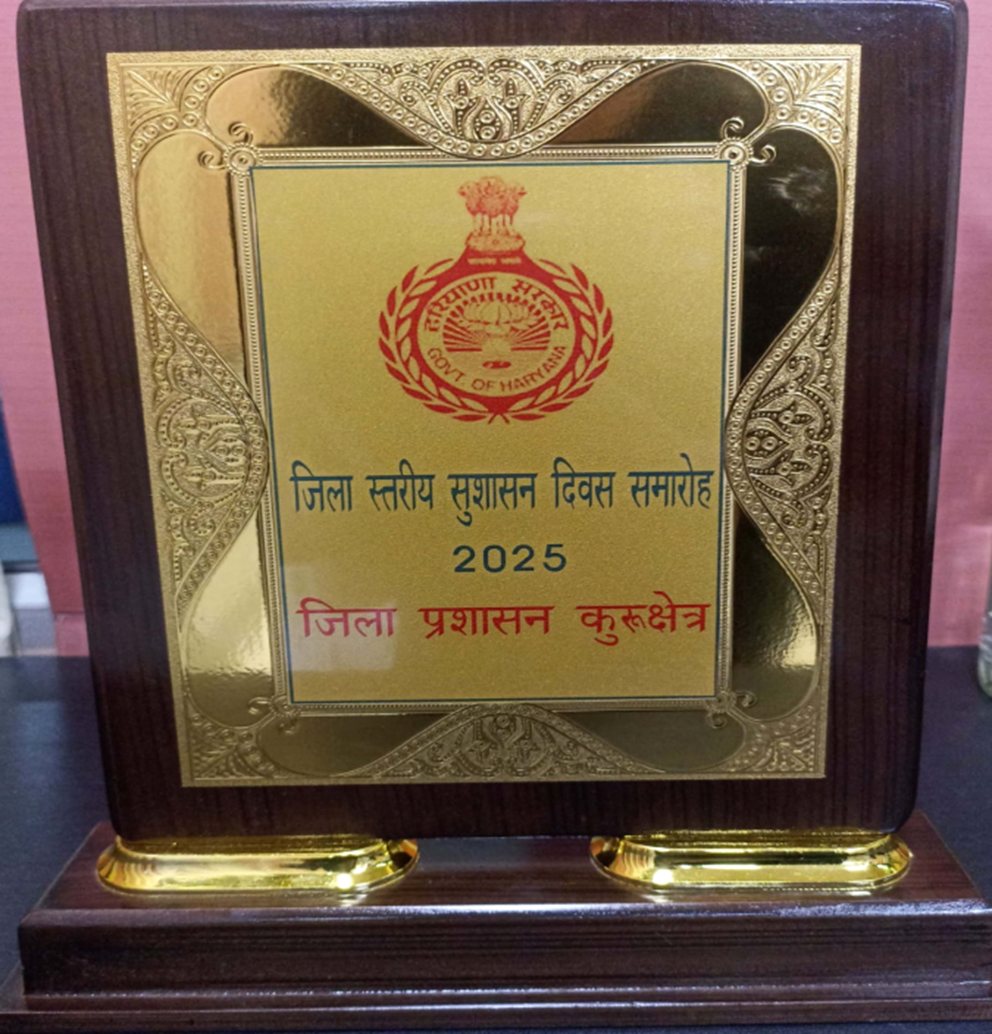 हरियाणा सरकार
GOVT. OF HARYANA
जिला स्तरीय सुशासन दिवस समारोह
2025
जिला प्रशासन कुरूक्षेत्र